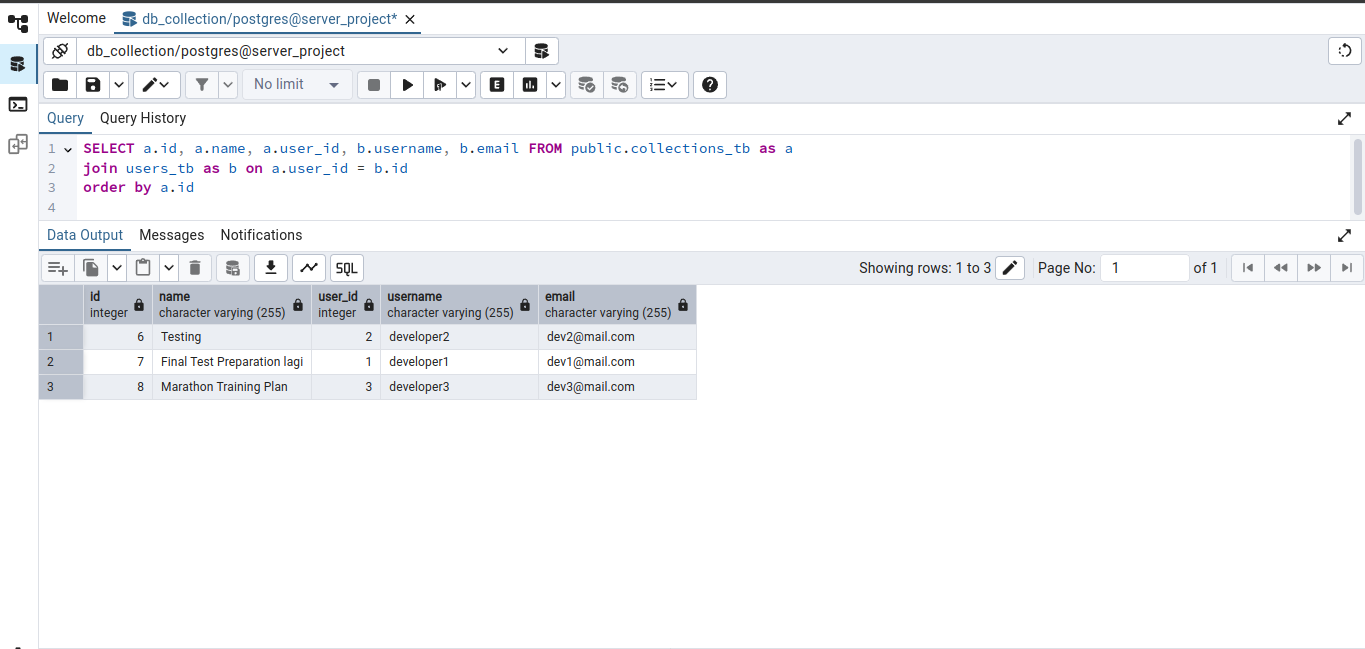 Welcome
db_collection/postgres@server_project*
db_collection/postgres@server_project
No limit
E
Query
Query History
1 SELECT a.id, a.name, a.user_id, b.username, b.email FROM public.collections_tb as a
2 join users_tb as b on a.user_id = b.id
3 order by a.id
4
Data Output
Messages
Notifications
SQL
Showing rows: 1 to 3
Page No: 1 of 1
id name user_id username email
integer character varying (255) integer character varying (255) character varying (255)
1 6 Testing 2 developer2 dev2@mail.com
2 7 Final Test Preparation lagi 1 developer1 dev1@mail.com
3 8 Marathon Training Plan 3 developer3 dev3@mail.com